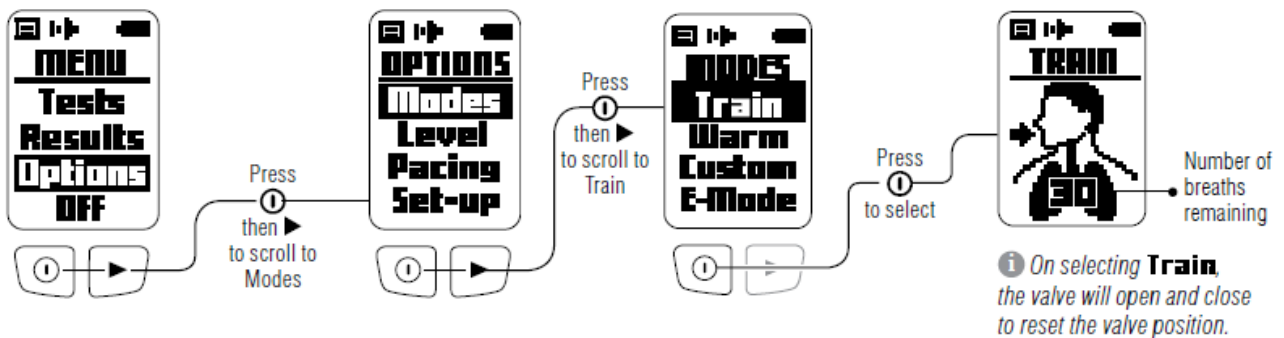 MENU
Tests
Results
Options
OFF
Press
then ▶
to scroll to
Modes
OPTIONS
Modes
Level
Pacing
Set-up
Press
then ▶
to scroll to
Train
MODES
Train
Warm
Custom
E-Mode
Press
to select
TRAIN
30
Number of
breaths
remaining
On selecting Train,
the valve will open and close
to reset the valve position.